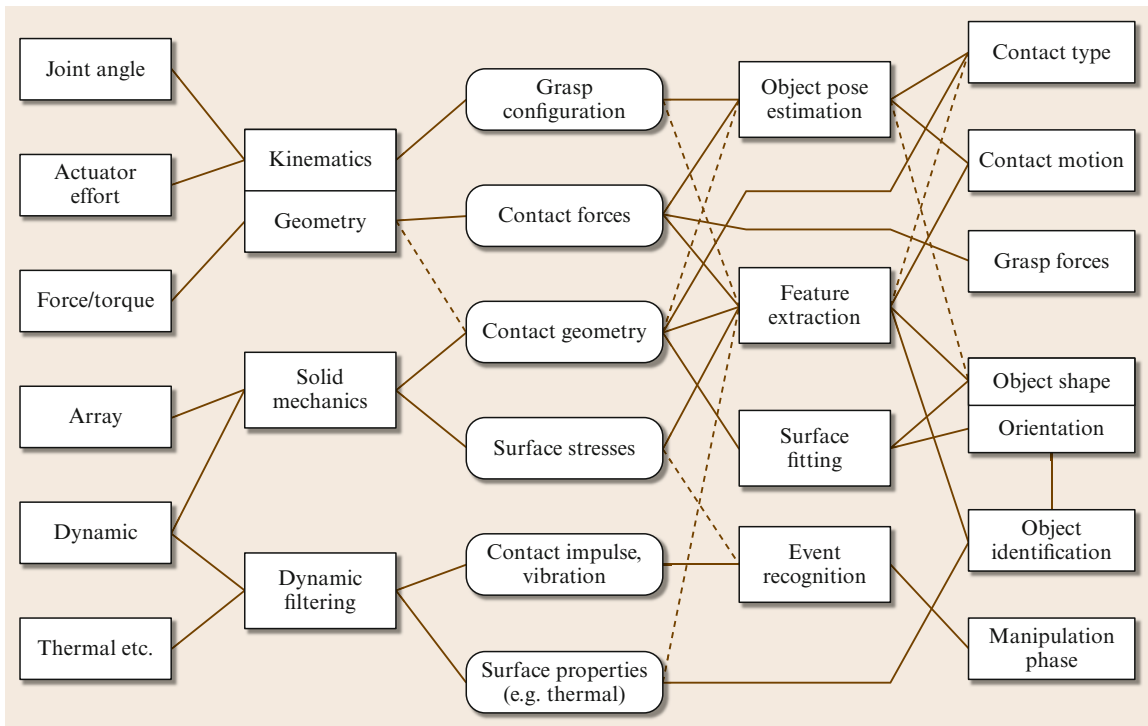 Joint angle
Actuator
effort
Force/torque
Array
Dynamic
Thermal etc.
Kinematics
Geometry
Solid
mechanics
Dynamic
filtering
Grasp
configuration
Contact forces
Contact geometry
Surface stresses
Contact impulse,
vibration
Surface properties
(e.g. thermal)
Object pose
estimation
Feature
extraction
Surface
fitting
Event
recognition
Contact type
Contact motion
Grasp forces
Object shape
Orientation
Object
identification
Manipulation
phase